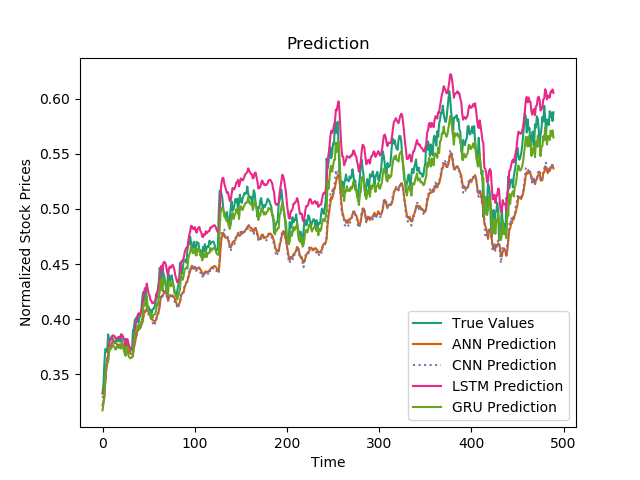 Prediction
Normalized Stock Prices
0.60
0.55
0.50
0.45
0.40
0.35
0
100
200
300
400
500
Time
True Values
ANN Prediction
CNN Prediction
LSTM Prediction
GRU Prediction